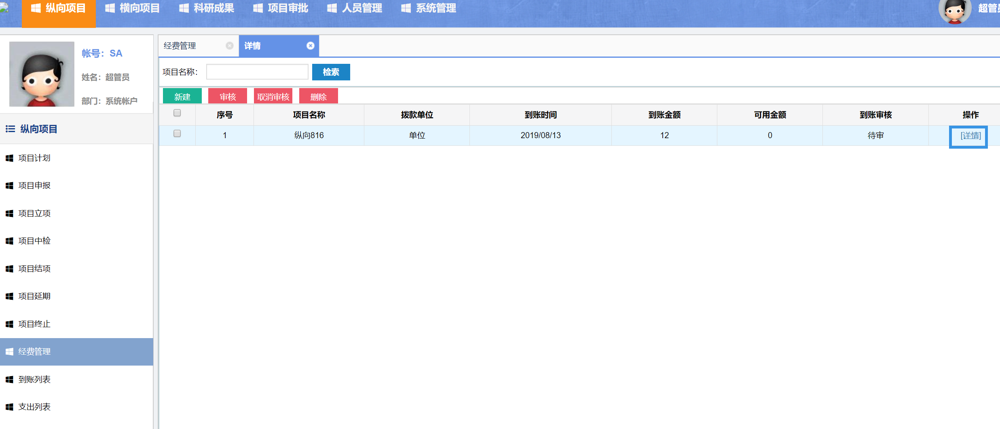 纵向项目 横向项目 科研成果 项目审批 人员管理 系统管理 超管员
帐号：SA
姓名：超管员
部门：系统帐户
纵向项目
项目计划
项目申报
项目立项
项目中检
项目结项
项目延期
项目终止
经费管理
到账列表
支出列表
经费管理 详情
项目名称： 检索
新建 审核 取消审核 删除
序号 项目名称 拨款单位 到账时间 到账金额 可用金额 到账审核 操作
1 纵向816 单位 2019/08/13 12 0 待审 [详情]